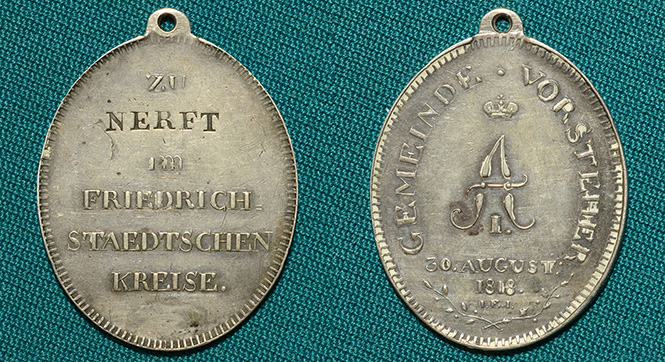 ZU
NERFT
IM
FRIEDRICH-
STAEDTSCHEN
KREISE.
GEMEINDE · VORSTEHER
A
I.
30. AUGUST.
1818.